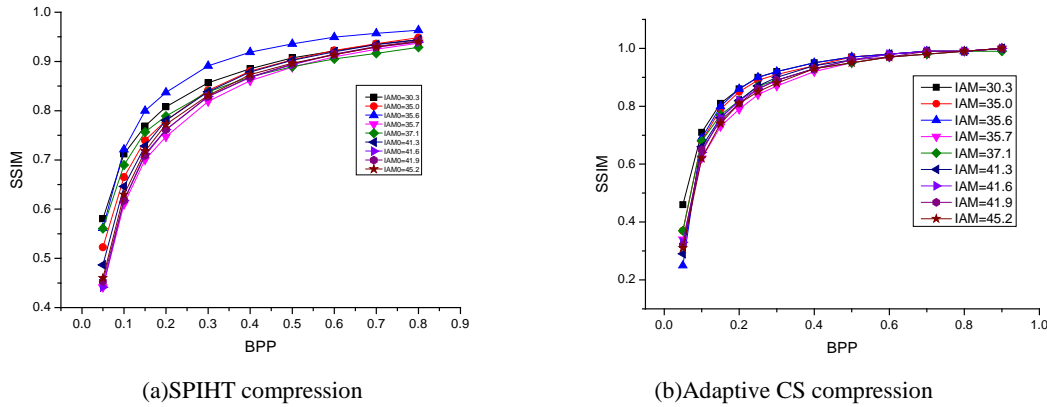 1.0
0.9
0.8
0.7
0.6
0.5
0.4
SSIM
0.0 0.1 0.2 0.3 0.4 0.5 0.6 0.7 0.8 0.9
BPP
IAM0=30.3
IAM0=35.0
IAM0=35.6
IAM0=35.7
IAM0=37.1
IAM0=41.3
IAM0=41.6
IAM0=41.9
IAM0=45.2
(a)SPIHT compression
1.0
0.8
0.6
0.4
0.2
SSIM
0.0 0.2 0.4 0.6 0.8 1.0
BPP
IAM=30.3
IAM=35.0
IAM=35.6
IAM=35.7
IAM=37.1
IAM=41.3
IAM=41.6
IAM=41.9
IAM=45.2
(b)Adaptive CS compression